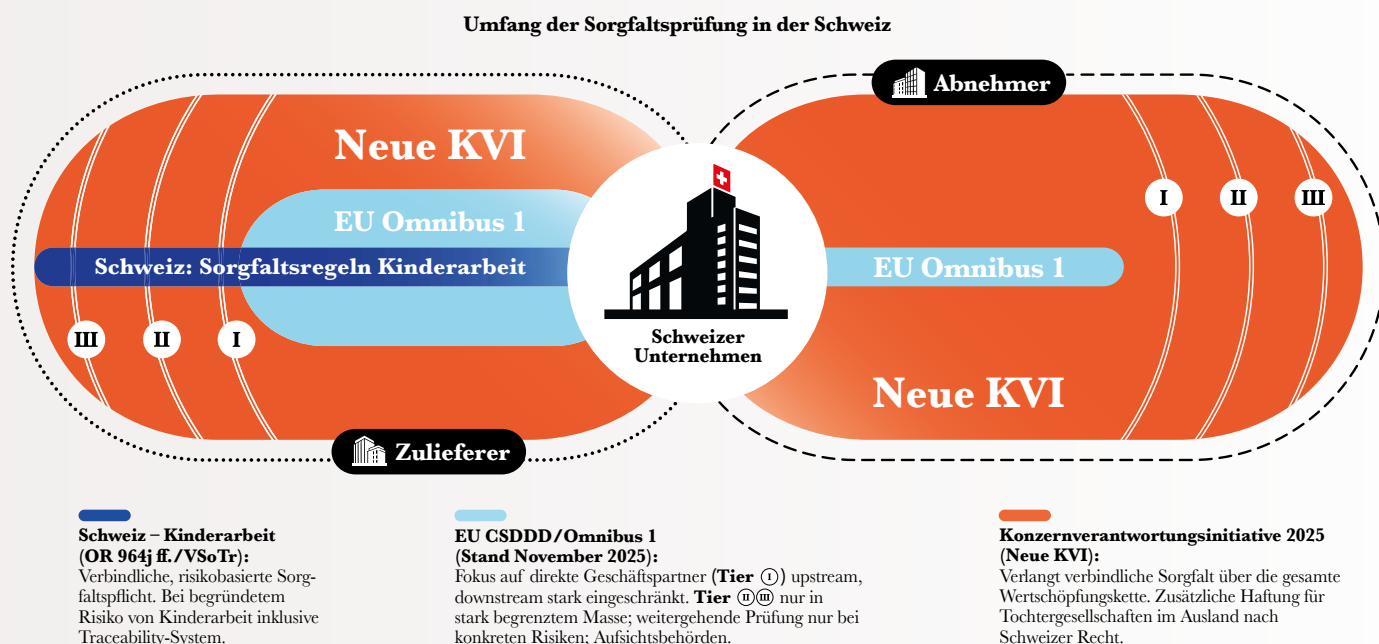 Umfang der Sorgfaltsprüfung in der Schweiz
Abnehmer
Neue KVI
EU Omnibus 1
Schweiz: Sorgfaltsregeln Kinderarbeit
III
II
I
Zulieferer
Schweizer
Unternehmen
I
II
III
EU Omnibus 1
Neue KVI
Schweiz – Kinderarbeit
(OR 964j ff./VSoTr):
Verbindliche, risikobasierte Sorg-
faltspflicht. Bei begründetem
Risiko von Kinderarbeit inklusive
Traceability-System.
EU CSDDD/Omnibus 1
(Stand November 2025):
Fokus auf direkte Geschäftspartner (Tier I) upstream,
downstream stark eingeschränkt. Tier II III nur in
stark begrenztem Masse; weitergehende Prüfung nur bei
konkreten Risiken; Aufsichtsbehörden.
Konzernverantwortungsinitiative 2025
(Neue KVI):
Verlangt verbindliche Sorgfalt über die gesamte
Wertschöpfungskette. Zusätzliche Haftung für
Tochtergesellschaften im Ausland nach
Schweizer Recht.